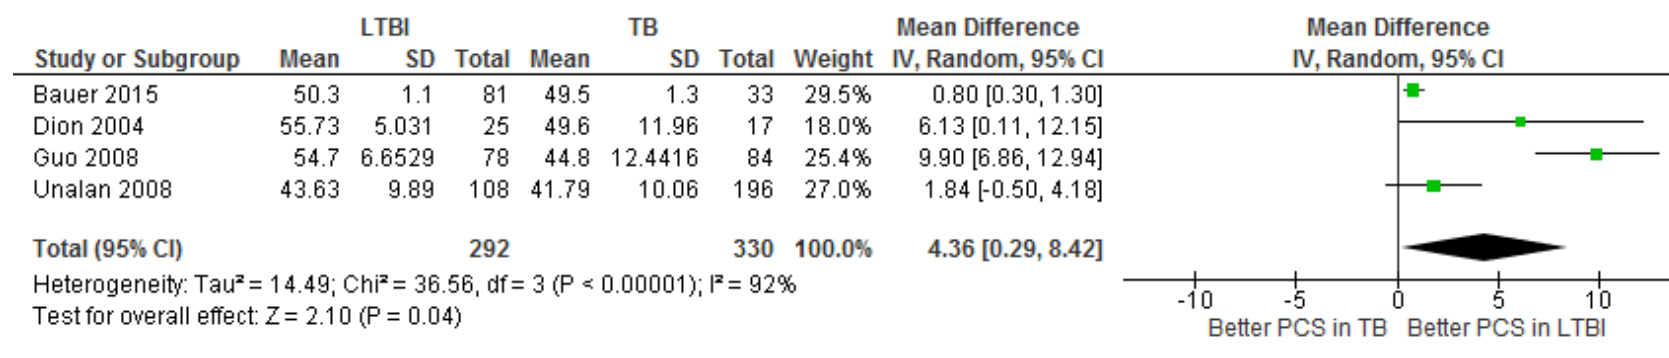 LTBI TB Mean Difference Mean Difference
Study or Subgroup Mean SD Total Mean SD Total Weight IV, Random, 95% CI IV, Random, 95% CI
Bauer 2015 50.3 1.1 81 49.5 1.3 33 29.5% 0.80 [0.30, 1.30]
Dion 2004 55.73 5.031 25 49.6 11.96 17 18.0% 6.13 [0.11, 12.15]
Guo 2008 54.7 6.6529 78 44.8 12.4416 84 25.4% 9.90 [6.86, 12.94]
Unalan 2008 43.63 9.89 108 41.79 10.06 196 27.0% 1.84 [-0.50, 4.18]
Total (95% CI) 292 330 100.0% 4.36 [0.29, 8.42]
Heterogeneity: Tau² = 14.49; Chi² = 36.56, df = 3 (P < 0.00001); I² = 92%
Test for overall effect: Z = 2.10 (P = 0.04)
-10 -5 0 5 10
Better PCS in TB Better PCS in LTBI